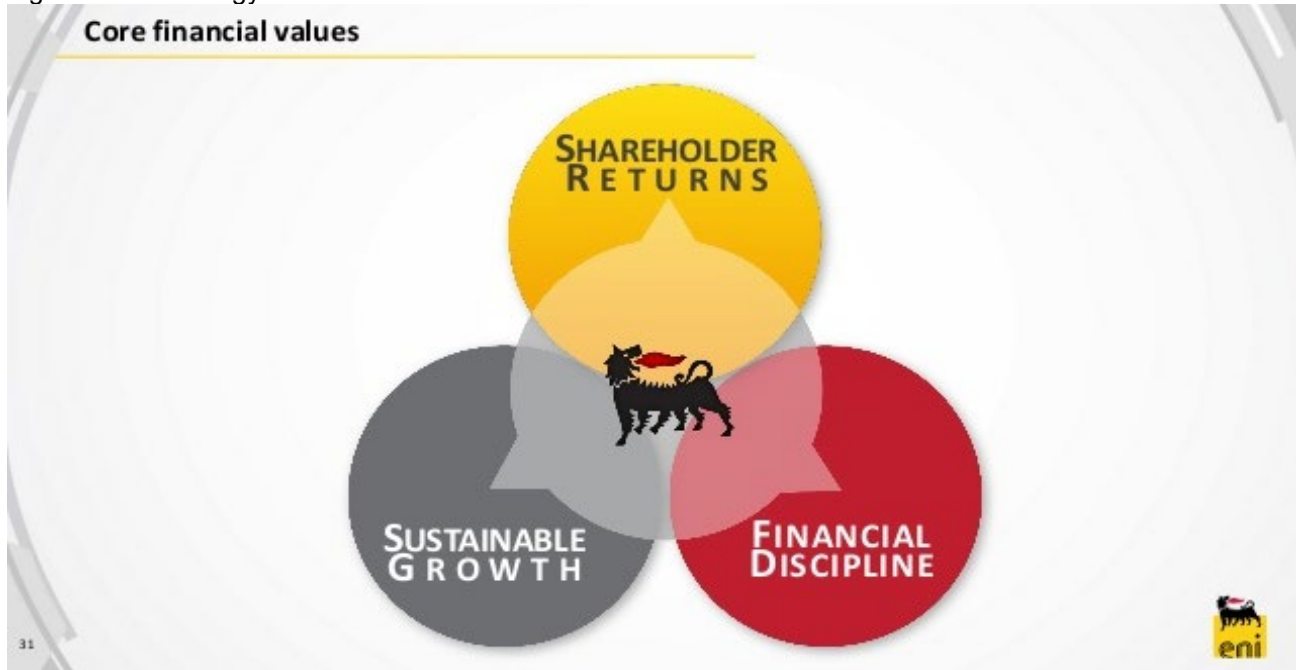 Core financial values
SHAREHOLDER
RETURNS
SUSTAINABLE
GROWTH
FINANCIAL
DISCIPLINE
31
eni